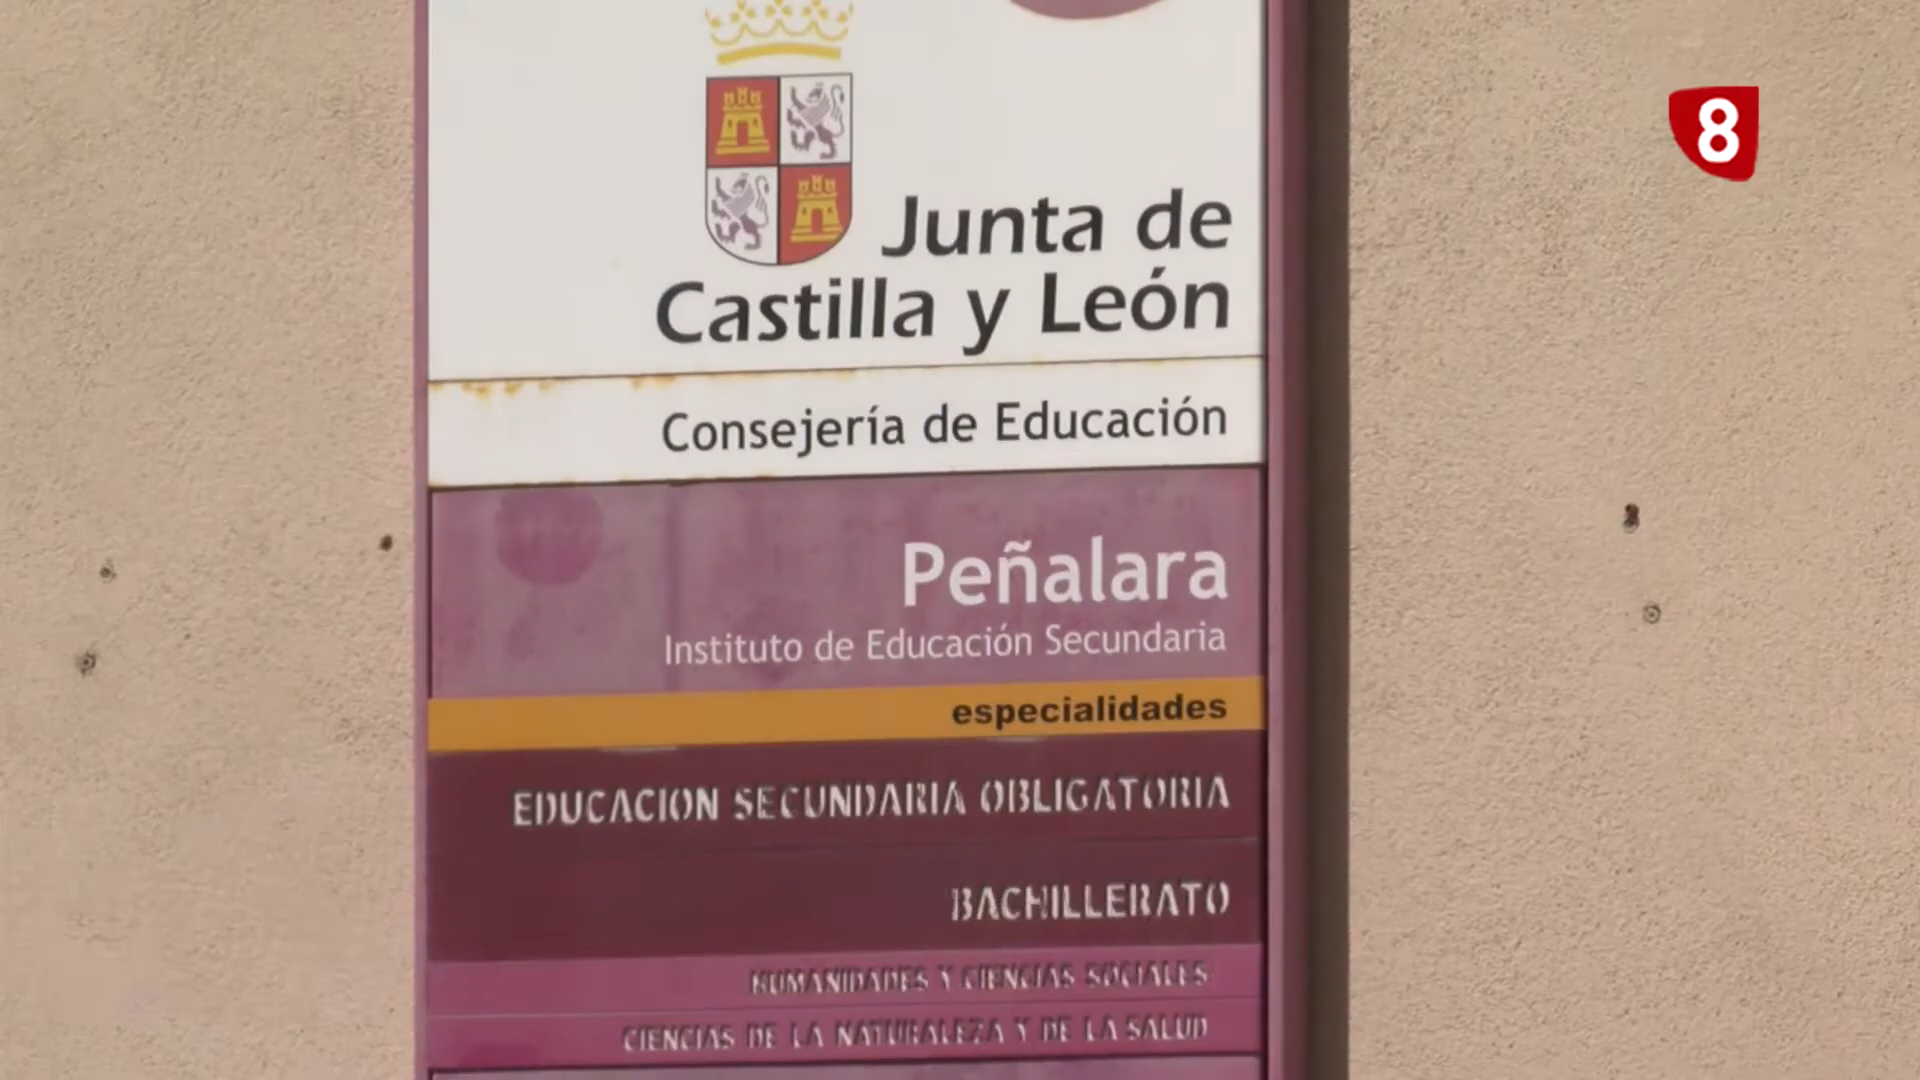 8
Junta de
Castilla y León
Consejería de Educación
Peñalara
Instituto de Educación Secundaria
especialidades
EDUCACION SECUNDARIA OBLIGATORIA
BACHILLERATO
HUMANIDADES Y CIENCIAS SOCIALES
CIENCIAS DE LA NATURALEZA Y DE LA SALUD